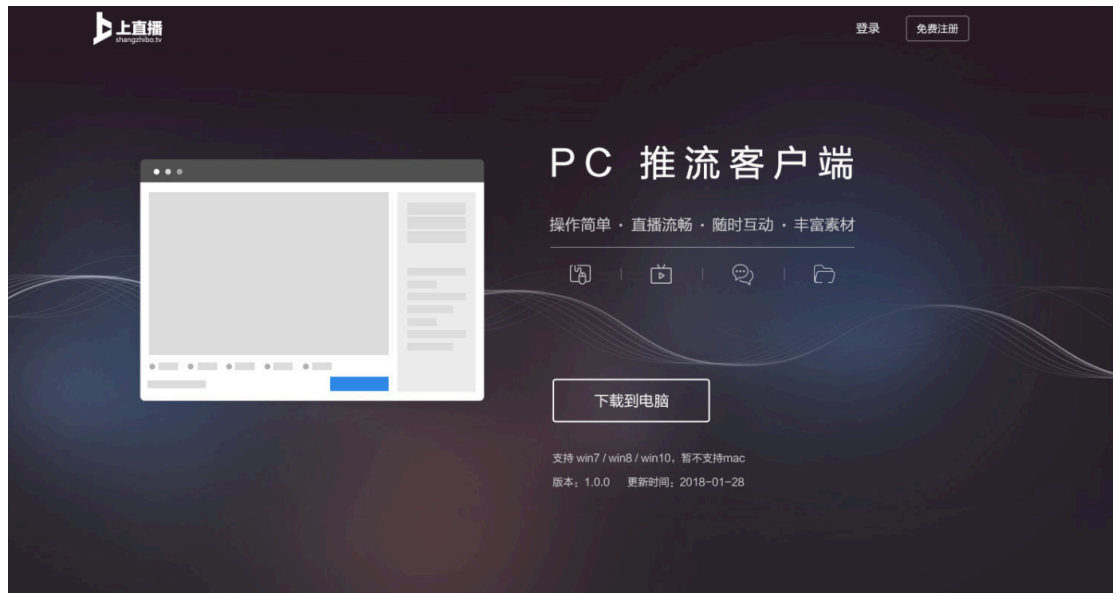 上直播
shangzhibo.tv
登录
免费注册
PC 推流客户端
操作简单 · 直播流畅 · 随时互动 · 丰富素材
下载到电脑
支持 win7 / win8 / win10，暂不支持mac
版本：1.0.0 更新时间：2018-01-28